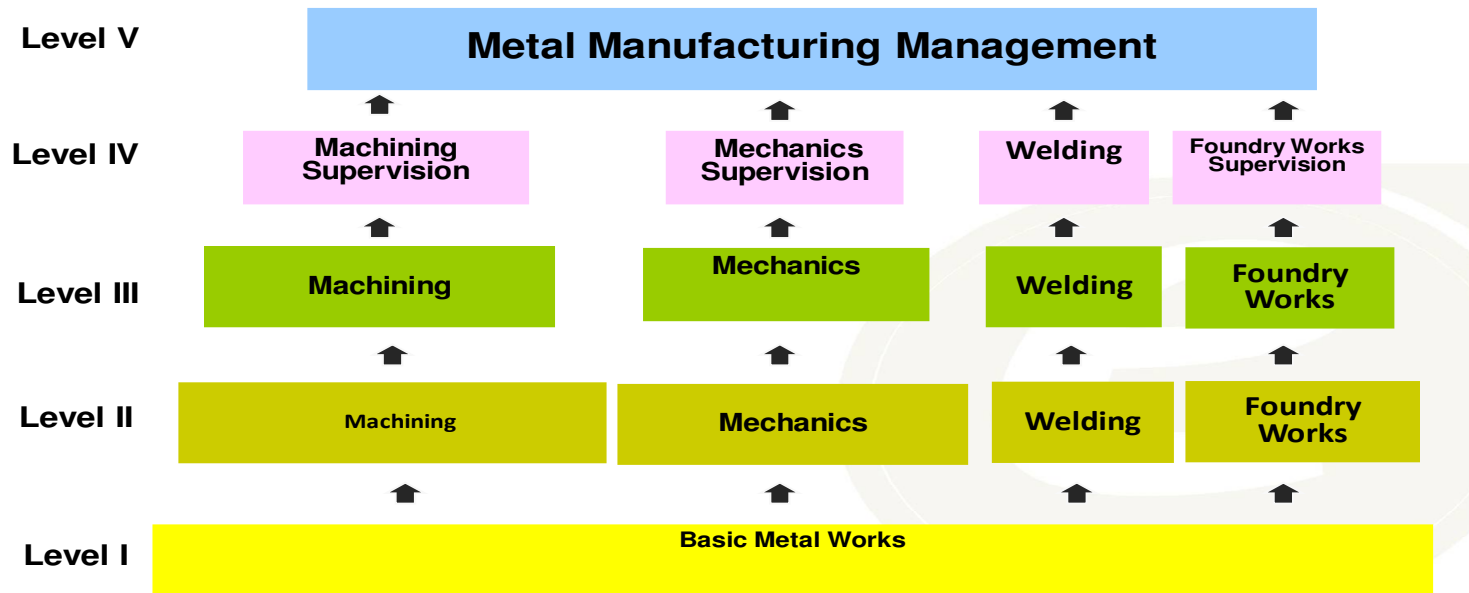 Level V
Metal Manufacturing Management
Level IV
Machining
Supervision
Mechanics
Supervision
Welding
Foundry Works
Supervision
Level III
Machining
Mechanics
Welding
Foundry
Works
Level II
Machining
Mechanics
Welding
Foundry
Works
Level I
Basic Metal Works